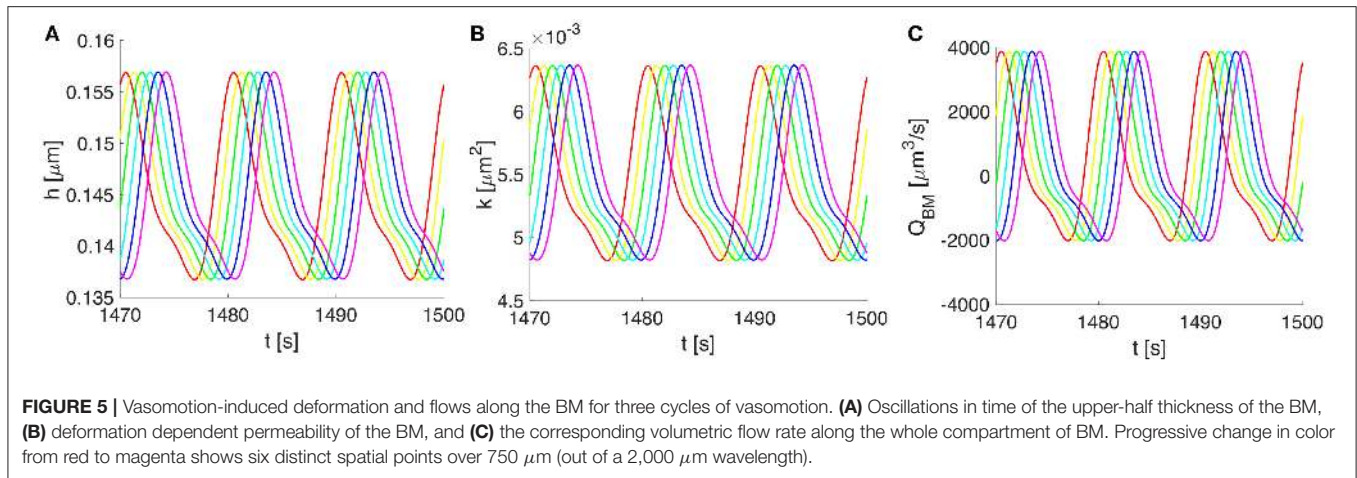 A
B
C
0.16
0.155
0.15
0.145
0.14
0.135
h [μm]
1470 1480 1490 1500
t [s]
×10⁻³
6.5
6
5.5
5
4.5
k [μm²]
1470 1480 1490 1500
t [s]
4000
2000
0
-2000
-4000
Q_BM [μm³/s]
1470 1480 1490 1500
t [s]
FIGURE 5 | Vasomotion-induced deformation and flows along the BM for three cycles of vasomotion. (A) Oscillations in time of the upper-half thickness of the BM,
(B) deformation dependent permeability of the BM, and (C) the corresponding volumetric flow rate along the whole compartment of BM. Progressive change in color
from red to magenta shows six distinct spatial points over 750 μm (out of a 2,000 μm wavelength).